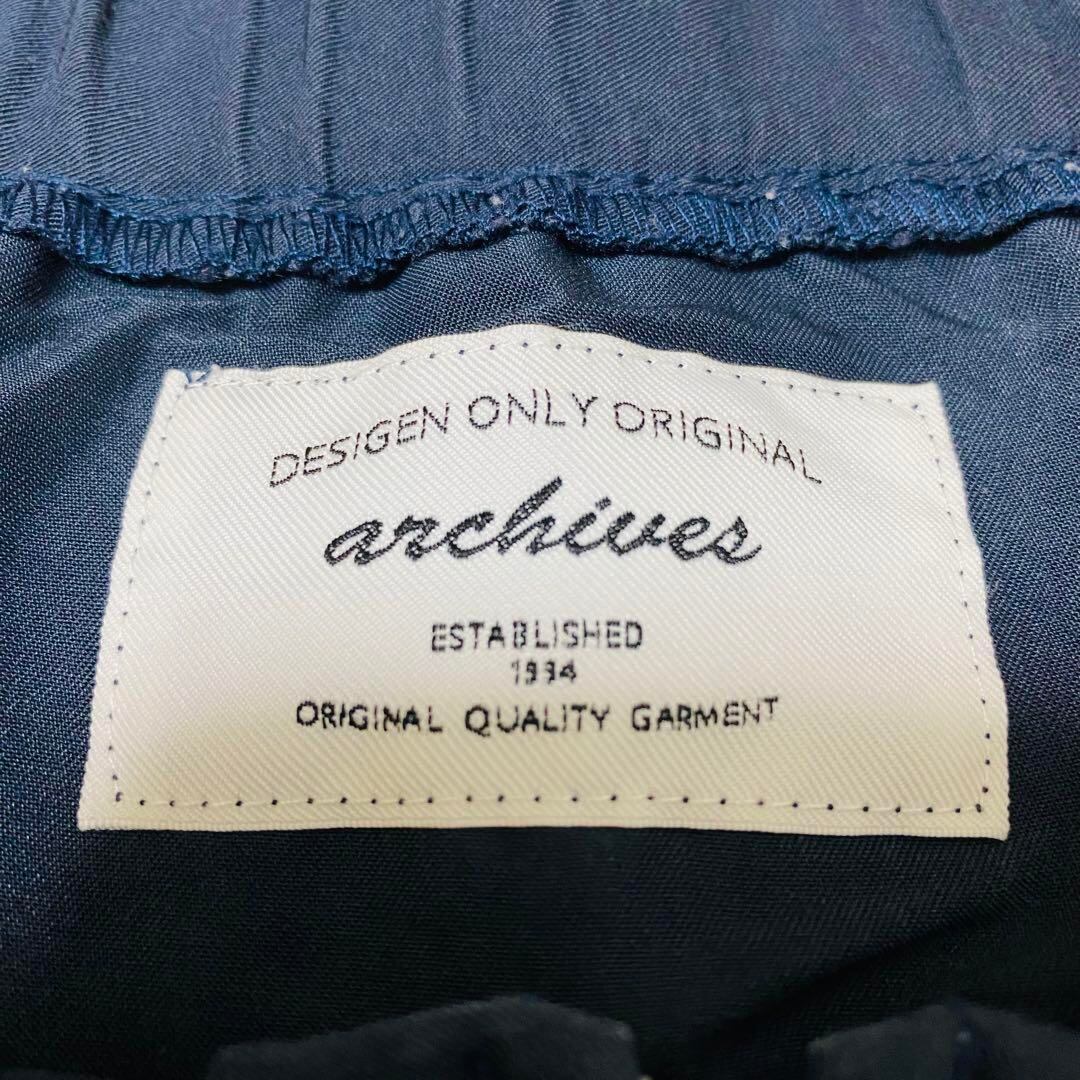 DESIGEN ONLY ORIGINAL
archives
ESTABLISHED
1994
ORIGINAL QUALITY GARMENT